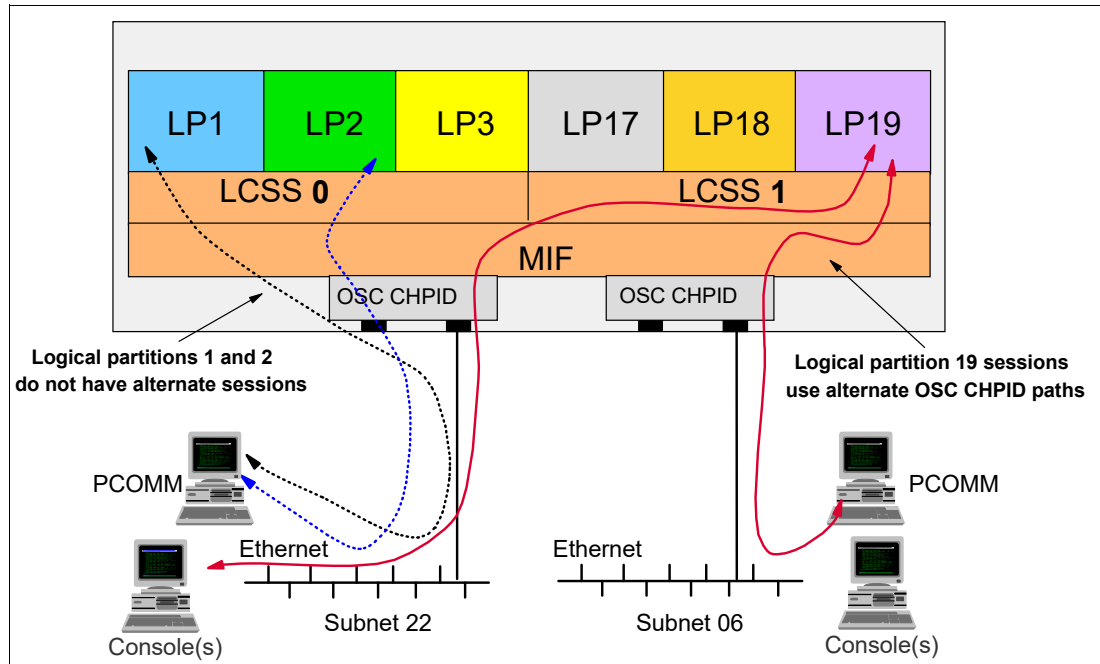 LP1
LP2
LP3
LP17
LP18
LP19
LCSS 0
LCSS 1
MIF
OSC CHPID
OSC CHPID
Logical partitions 1 and 2
do not have alternate sessions
Logical partition 19 sessions
use alternate OSC CHPID paths
PCOMM
PCOMM
Ethernet
Ethernet
Subnet 22
Subnet 06
Console(s)
Console(s)